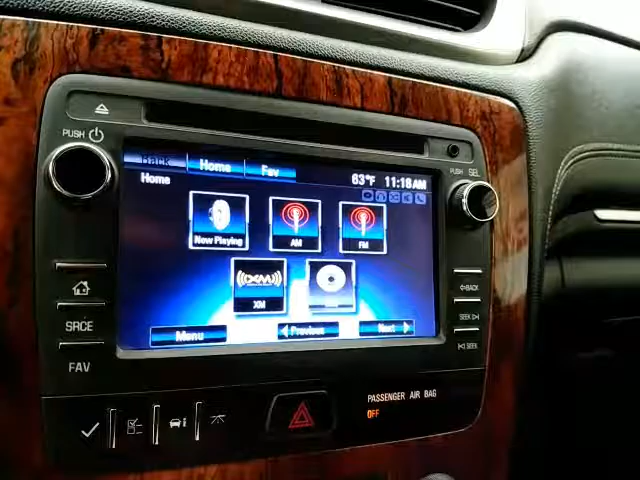 PUSH
PUSH SEL
Back Home Fav
Home 63°F 11:18AM
Now Playing AM FM
XM
Menu Previous Next
SRCE
FAV
BACK
SEEK
SEEK
PASSENGER AIR BAG
OFF